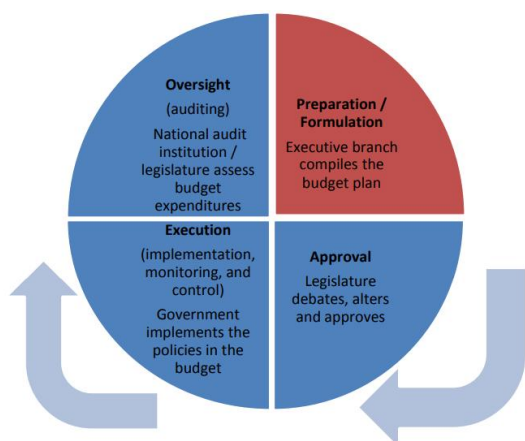 Oversight
(auditing)
National audit
institution /
legislature assess
budget
expenditures
Preparation /
Formulation
Executive branch
compiles the
budget plan
Execution
(implementation,
monitoring, and
control)
Government
implements the
policies in the
budget
Approval
Legislature
debates, alters
and approves